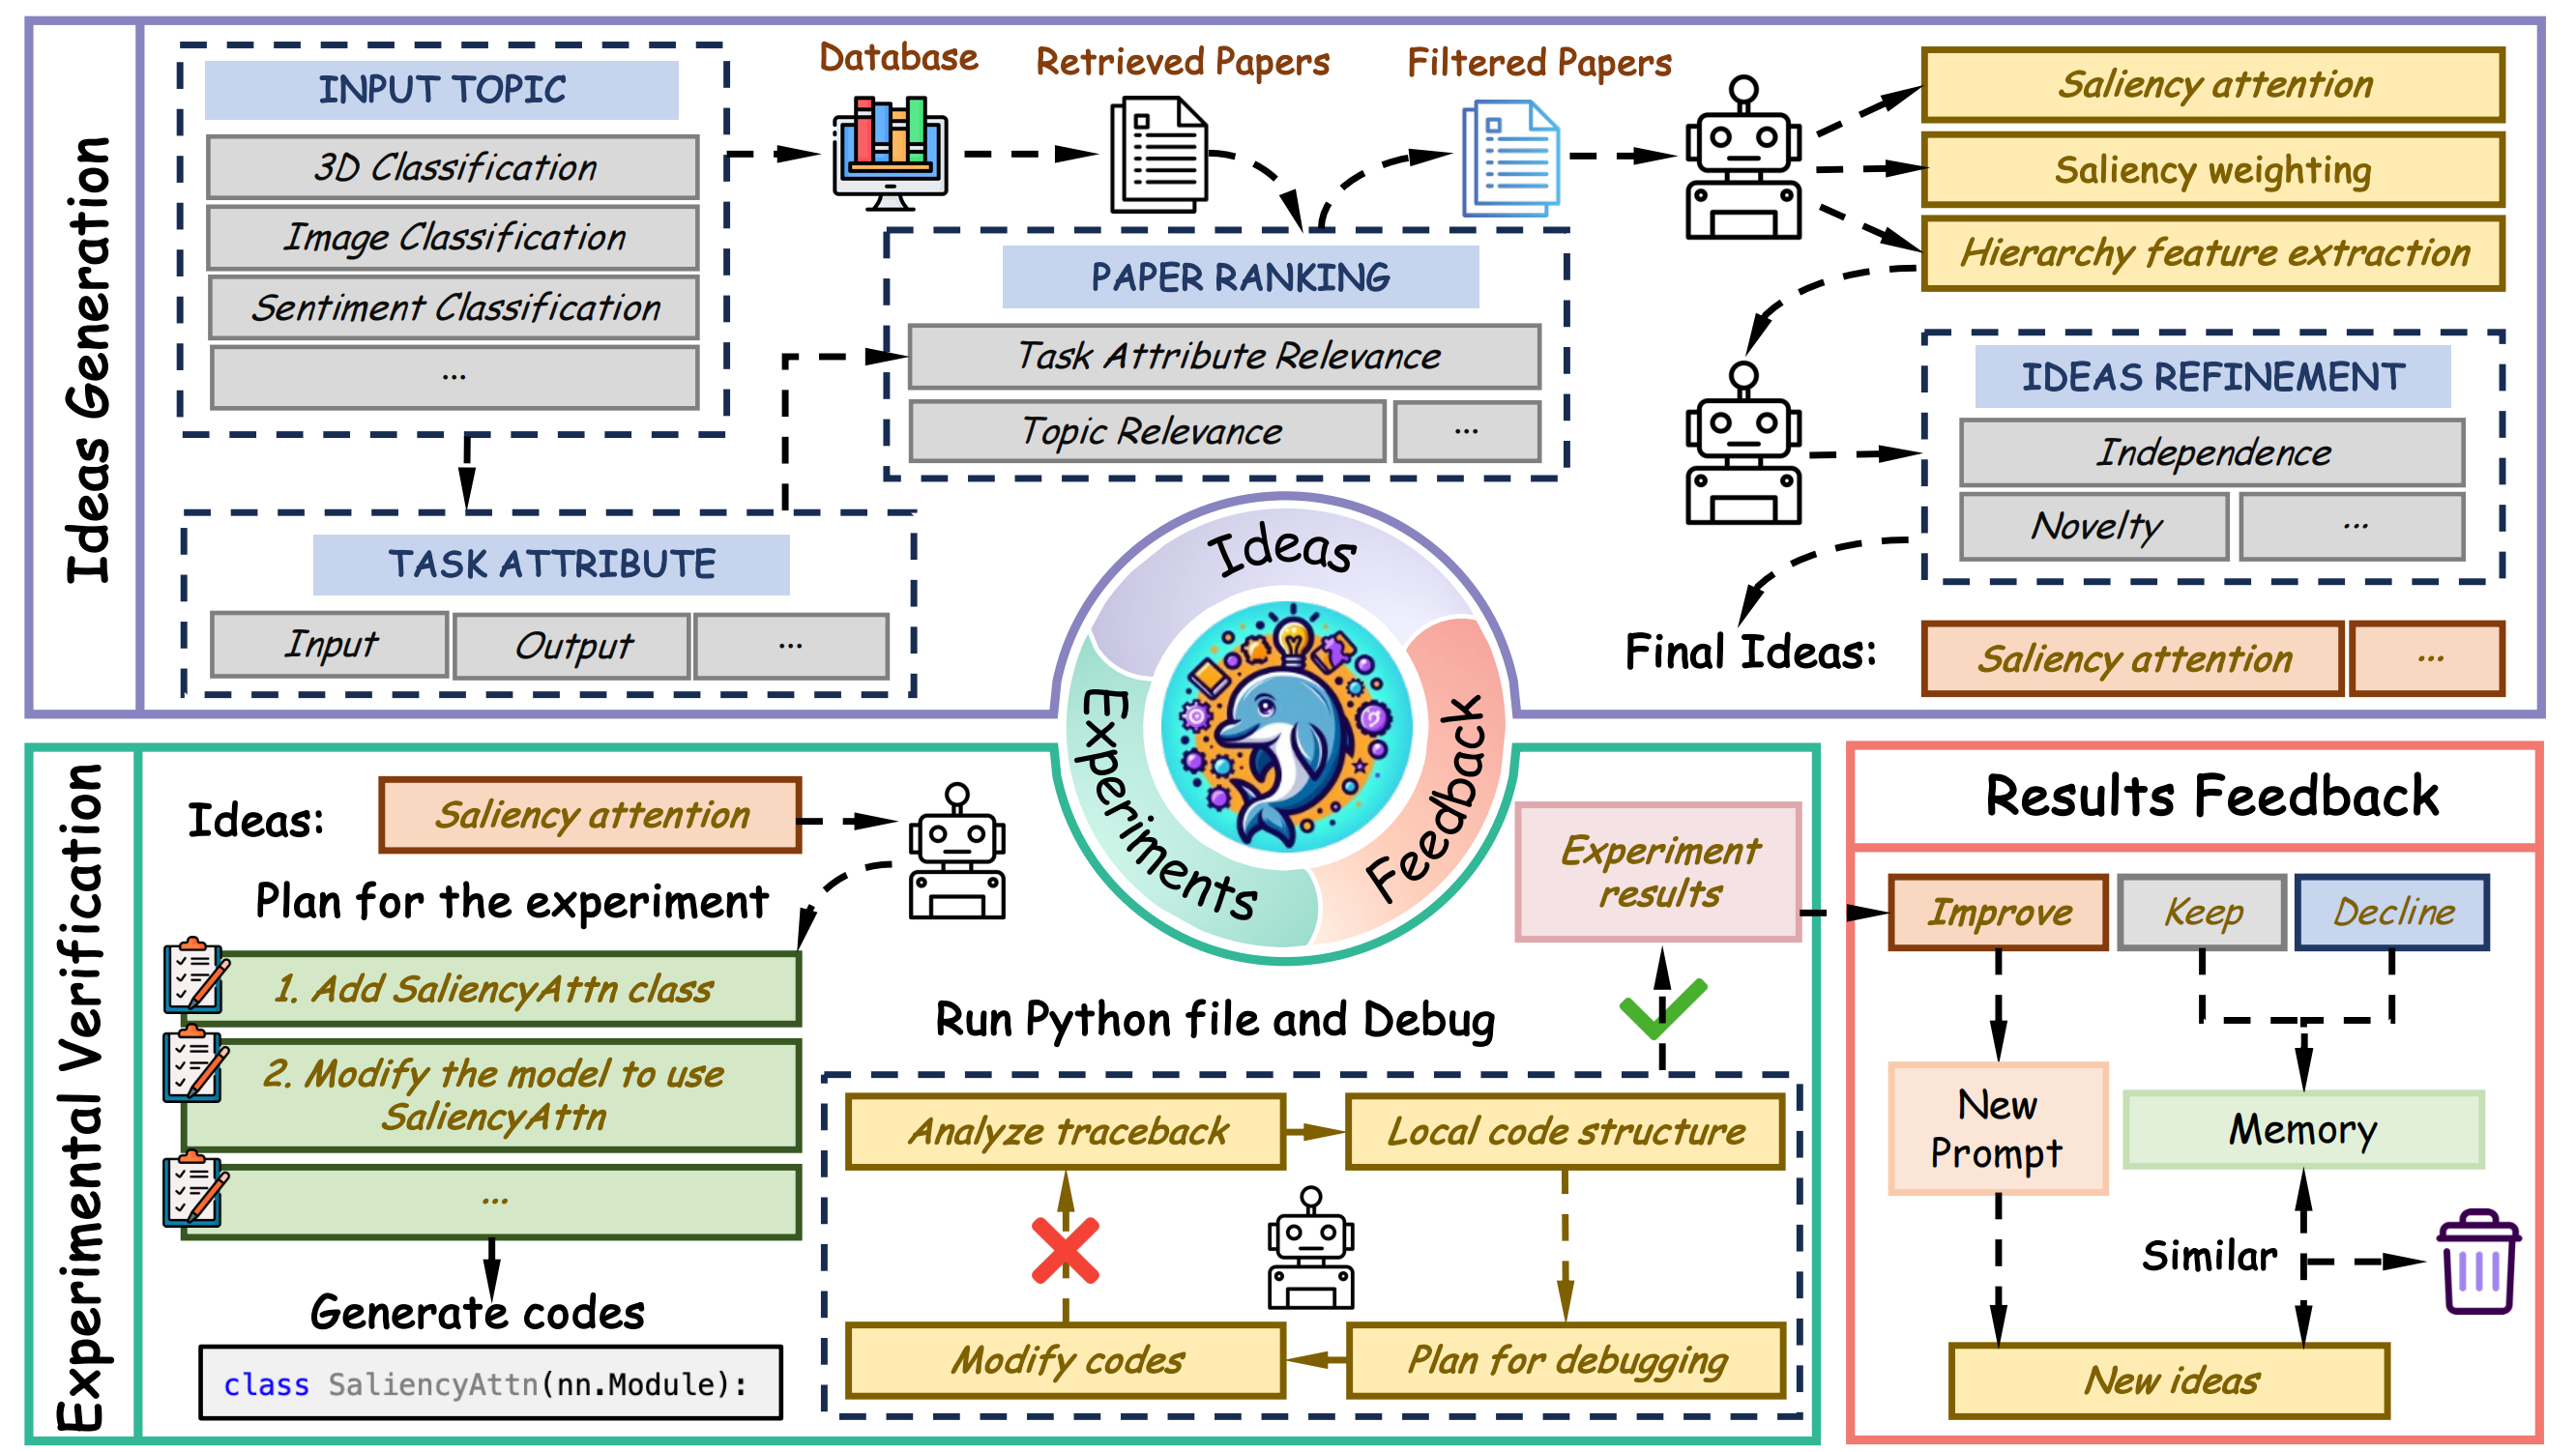 Ideas Generation
INPUT TOPIC
3D Classification
Image Classification
Sentiment Classification
...
TASK ATTRIBUTE
Input
Output
...
Database
Retrieved Papers
Filtered Papers
PAPER RANKING
Task Attribute Relevance
Topic Relevance
...
Saliency attention
Saliency weighting
Hierarchy feature extraction
IDEAS REFINEMENT
Independence
Novelty
...
Final Ideas:
Saliency attention
...
Ideas
Experiments
Feedback
Experimental Verification
Ideas:
Saliency attention
Plan for the experiment
1. Add SaliencyAttn class
2. Modify the model to use
SaliencyAttn
...
Generate codes
class SaliencyAttn(nn.Module):
Run Python file and Debug
Analyze traceback
Local code structure
Modify codes
Plan for debugging
Experiment
results
Results Feedback
Improve
Keep
Decline
New
Prompt
Memory
Similar
New ideas